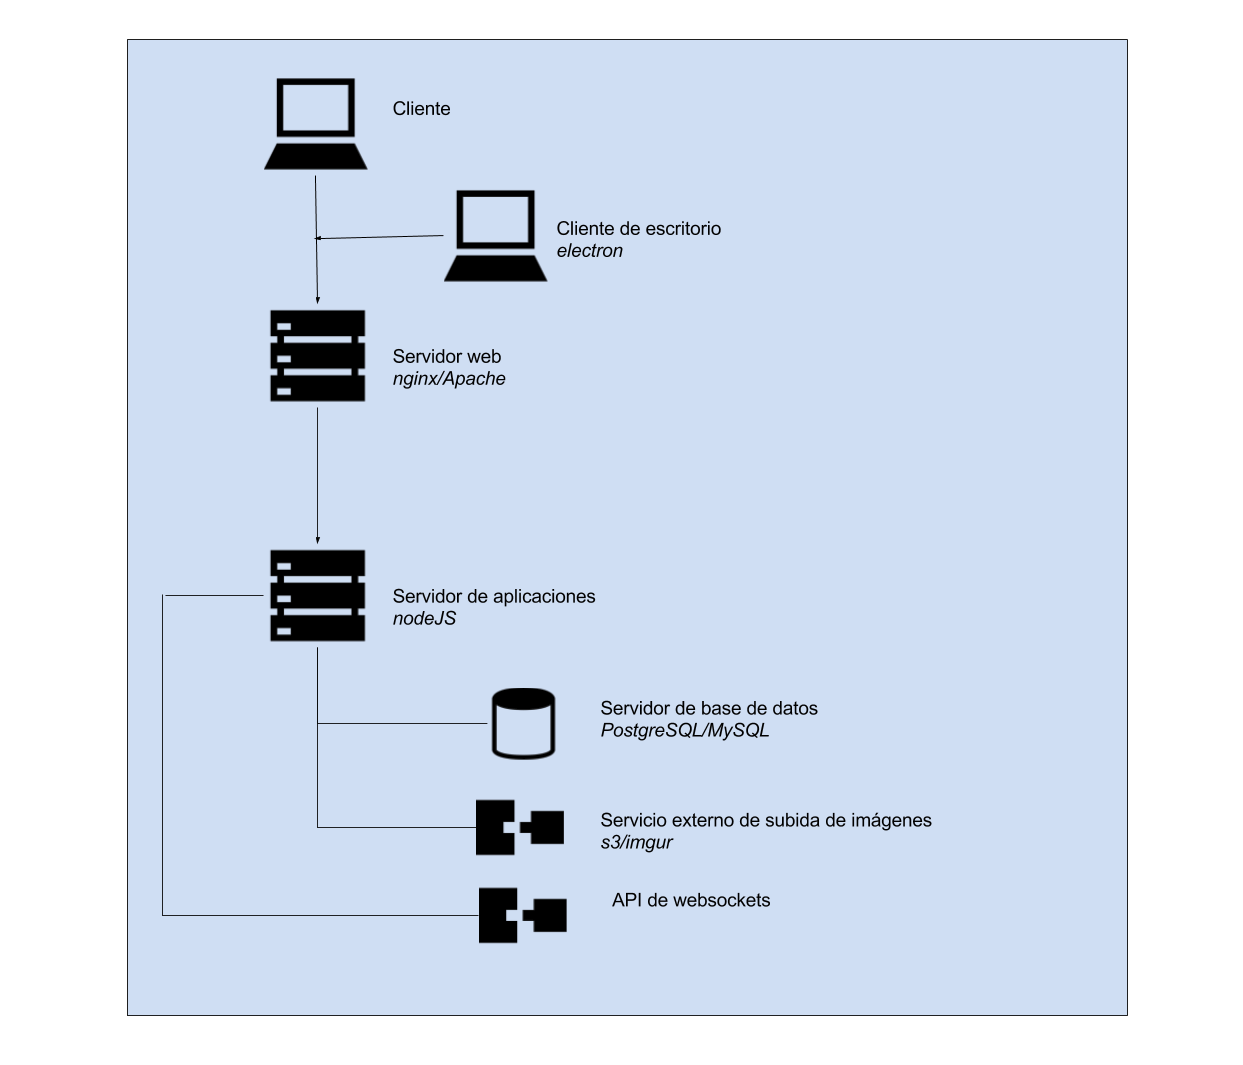 Cliente
Cliente de escritorio
electron
Servidor web
nginx/Apache
Servidor de aplicaciones
nodeJS
Servidor de base de datos
PostgreSQL/MySQL
Servicio externo de subida de imágenes
s3/imgur
API de websockets